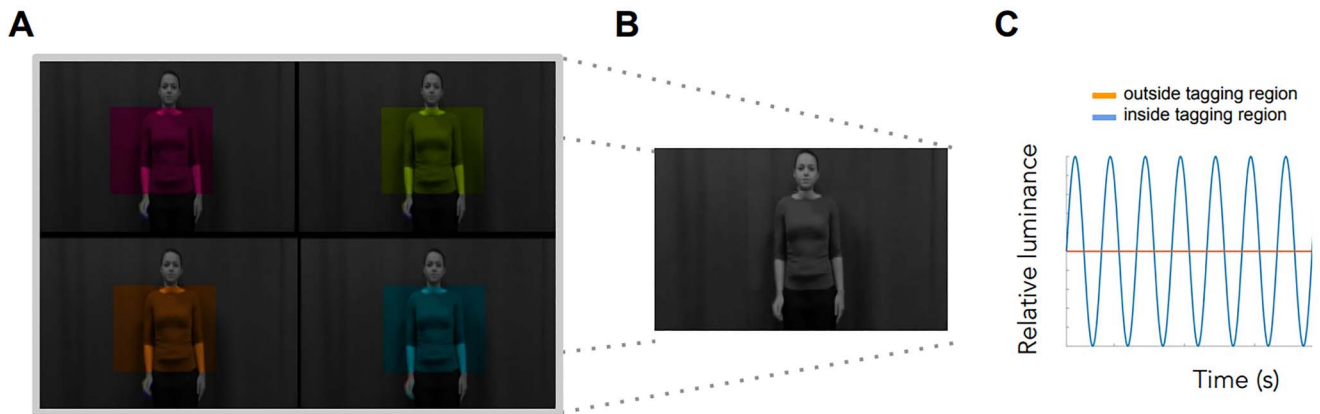 A
B
C
outside tagging region
inside tagging region
Relative luminance
Time (s)